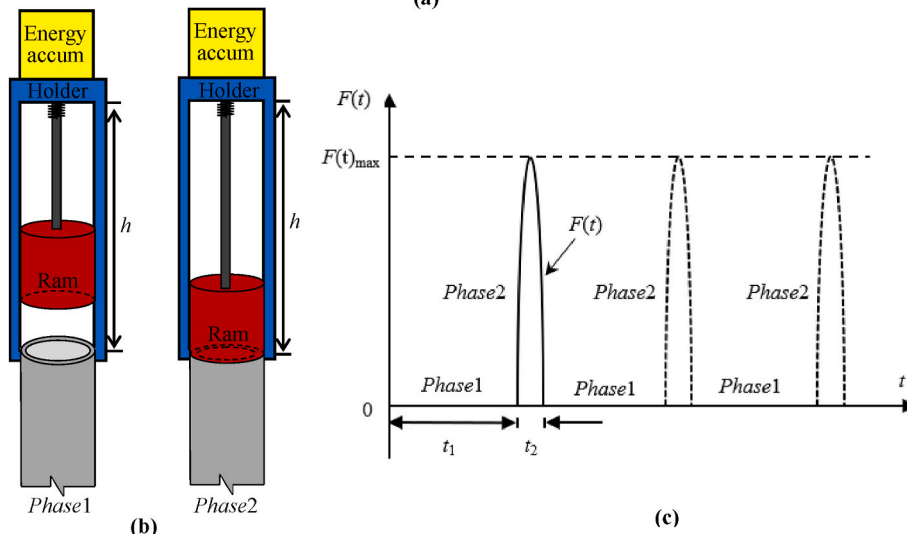 (a)
Energy
accum
Holder
h
Ram
Phase1
Energy
accum
Holder
h
Ram
Phase2
(b)
F(t)
F(t)max
F(t)
Phase2
Phase2
Phase2
Phase1
Phase1
Phase1
t
0
t1
t2
(c)